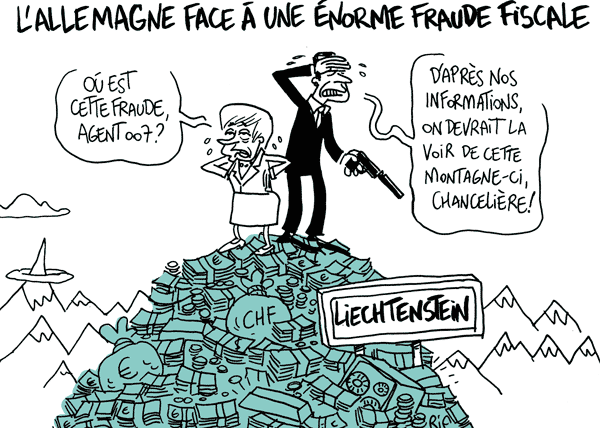 L'ALLEMAGNE FACE À UNE ÉNORME FRAUDE FISCALE
OÙ EST
CETTE FRAUDE,
AGENT 007?
D'APRÈS NOS
INFORMATIONS,
ON DEVRAIT LA
VOIR DE CETTE
MONTAGNE-CI,
CHANCELIÈRE!
CHF
LIECHTENSTEIN
€
€
€